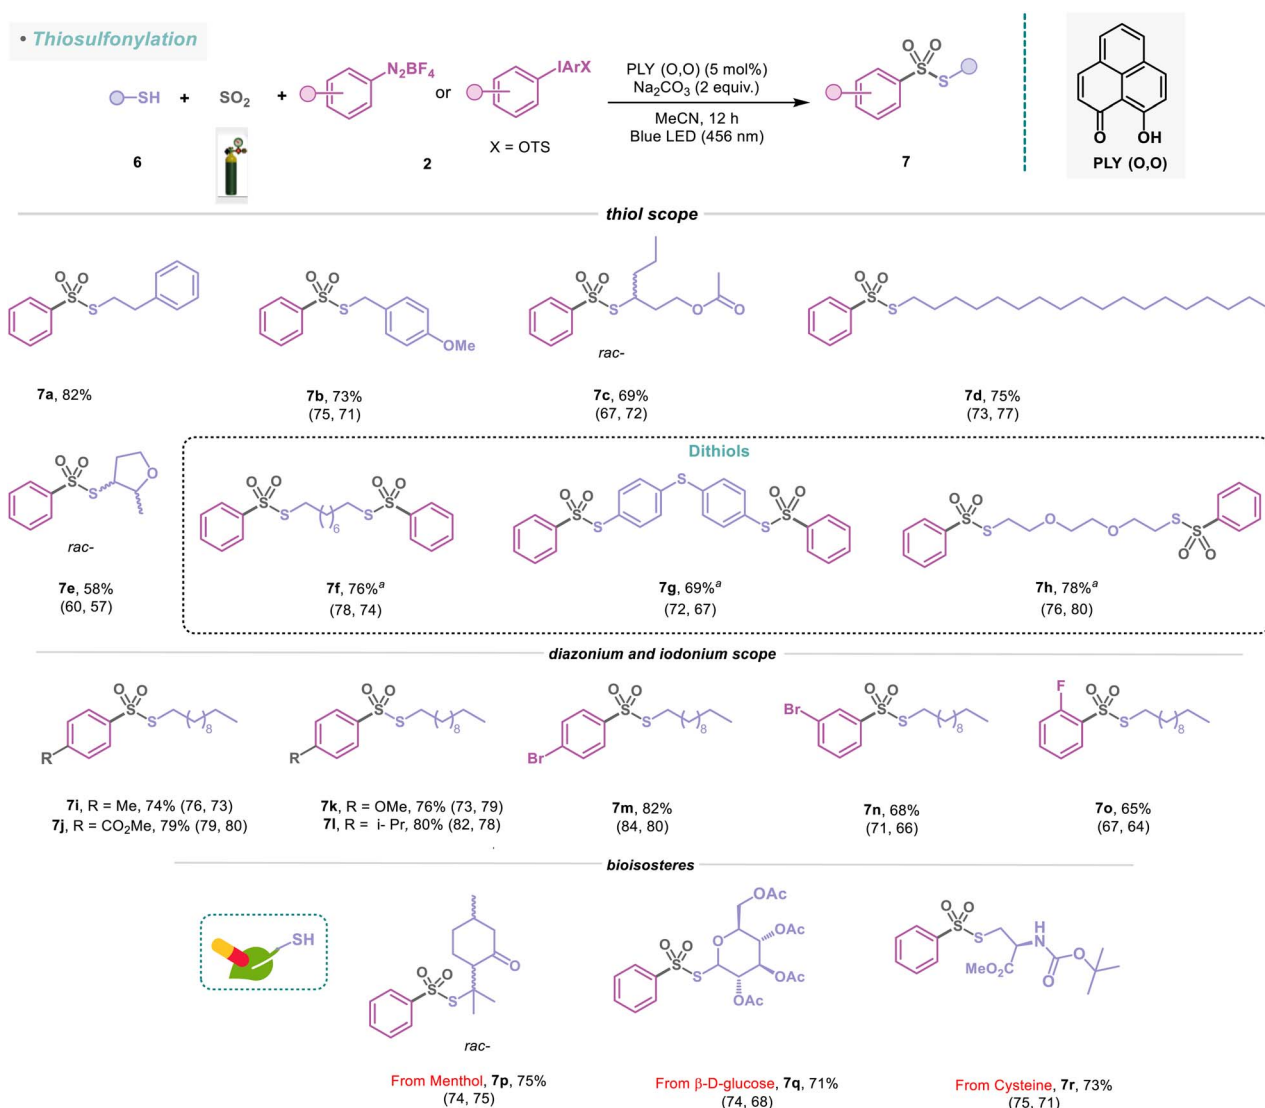 • Thiosulfonylation
SH + SO₂ + N₂BF₄ or IArX
X = OTS
PLY (O,O) (5 mol%)
Na₂CO₃ (2 equiv.)
MeCN, 12 h
Blue LED (456 nm)
O O
S
S
O OH
PLY (O,O)
6 2 7
thiol scope
O O S S
O O S S OMe
O O S S O O
rac-
O O S S
7a, 82%
7b, 73%
(75, 71)
7c, 69%
(67, 72)
7d, 75%
(73, 77)
Dithiols
O O S S O
rac-
O O S S 6 S S O O
O O S S S S S O O
O O S S O O S S O O
7e, 58%
(60, 57)
7f, 76%ᵃ
(78, 74)
7g, 69%ᵃ
(72, 67)
7h, 78%ᵃ
(76, 80)
diazonium and iodonium scope
O O S S 8 R
O O S S 8 R
O O S S 8 Br
Br O O S S 8
F O O S S 8
7i, R = Me, 74% (76, 73)
7j, R = CO₂Me, 79% (79, 80)
7k, R = OMe, 76% (73, 79)
7l, R = i- Pr, 80% (82, 78)
7m, 82%
(84, 80)
7n, 68%
(71, 66)
7o, 65%
(67, 64)
bioisosteres
SH
O O S S O
rac-
OAc O OAc OAc OAc O O S S
O O S S H N MeO₂C O O
From Menthol, 7p, 75%
(74, 75)
From β-D-glucose, 7q, 71%
(74, 68)
From Cysteine, 7r, 73%
(75, 71)